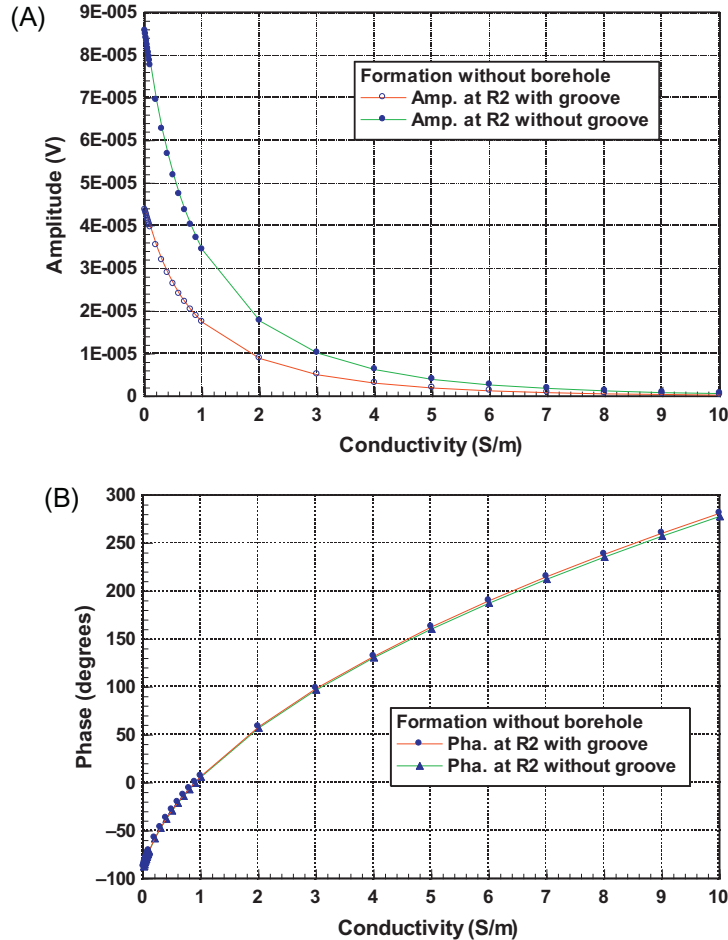 (A)
9E-005
8E-005
7E-005
6E-005
5E-005
4E-005
3E-005
2E-005
1E-005
0
Amplitude (V)
Formation without borehole
Amp. at R2 with groove
Amp. at R2 without groove
0 1 2 3 4 5 6 7 8 9 10
Conductivity (S/m)
(B)
300
250
200
150
100
50
0
–50
–100
Phase (degrees)
Formation without borehole
Pha. at R2 with groove
Pha. at R2 without groove
0 1 2 3 4 5 6 7 8 9 10
Conductivity (S/m)